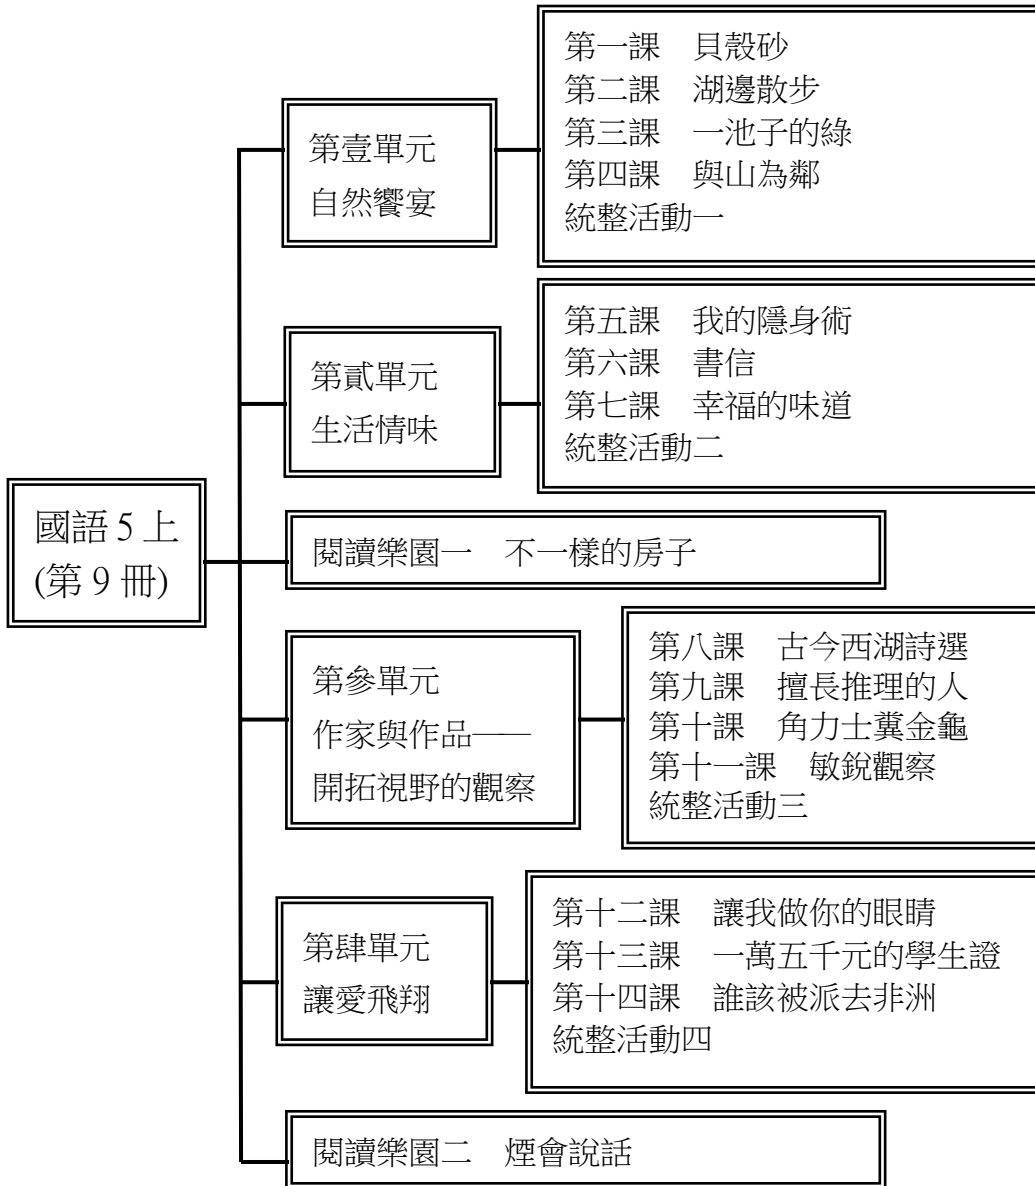 國語 5 上
(第 9 冊)
第壹單元
自然饗宴
第一課　貝殼砂
第二課　湖邊散步
第三課　一池子的綠
第四課　與山為鄰
統整活動一
第貳單元
生活情味
第五課　我的隱身術
第六課　書信
第七課　幸福的味道
統整活動二
閱讀樂園一　不一樣的房子
第參單元
作家與作品——
開拓視野的觀察
第八課　古今西湖詩選
第九課　擅長推理的人
第十課　角力士糞金龜
第十一課　敏銳觀察
統整活動三
第肆單元
讓愛飛翔
第十二課　讓我做你的眼睛
第十三課　一萬五千元的學生證
第十四課　誰該被派去非洲
統整活動四
閱讀樂園二　煙會說話